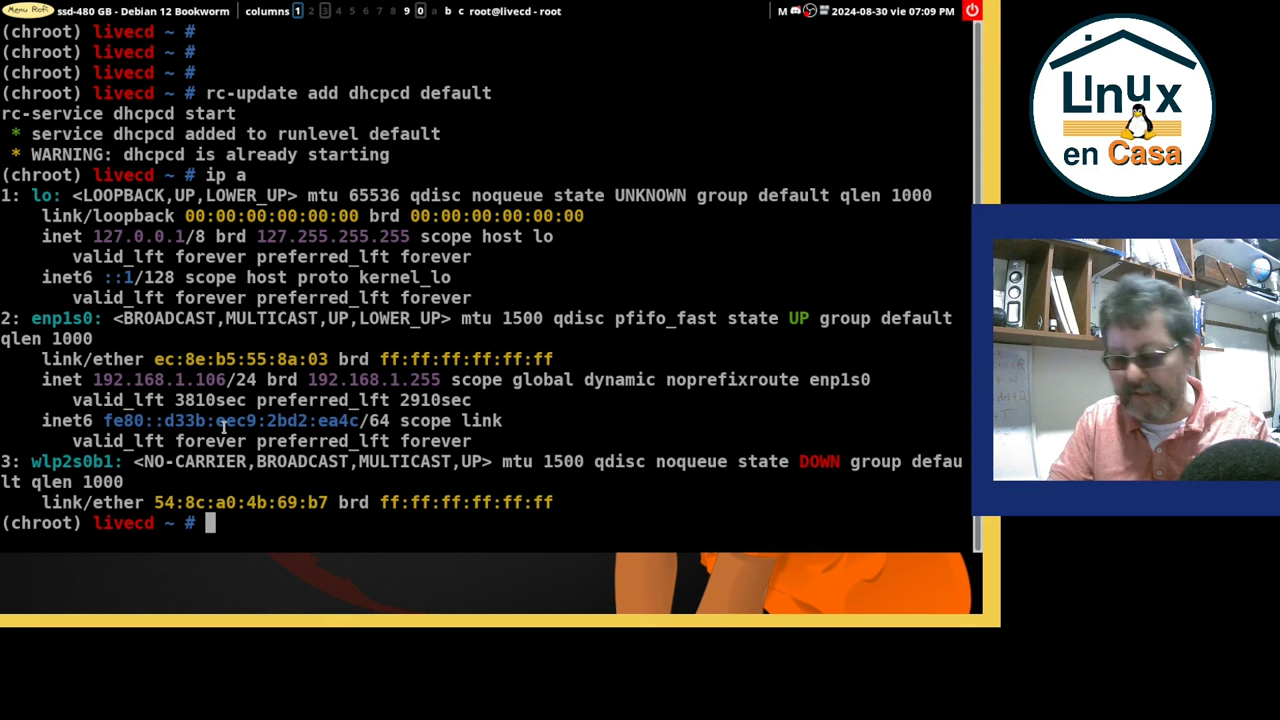 Menu Rofi ssd-480 GB - Debian 12 Bookworm columns 1 2 3 4 5 6 7 8 9 0 a b c root@livecd - root M 2024-08-30 vie 07:09 PM
(chroot) livecd ~ #
(chroot) livecd ~ #
(chroot) livecd ~ #
(chroot) livecd ~ # rc-update add dhcpcd default
rc-service dhcpcd start
* service dhcpcd added to runlevel default
* WARNING: dhcpcd is already starting
(chroot) livecd ~ # ip a
1: lo: <LOOPBACK,UP,LOWER_UP> mtu 65536 qdisc noqueue state UNKNOWN group default qlen 1000
link/loopback 00:00:00:00:00:00 brd 00:00:00:00:00:00
inet 127.0.0.1/8 brd 127.255.255.255 scope host lo
valid_lft forever preferred_lft forever
inet6 ::1/128 scope host proto kernel_lo
valid_lft forever preferred_lft forever
2: enp1s0: <BROADCAST,MULTICAST,UP,LOWER_UP> mtu 1500 qdisc pfifo_fast state UP group default
qlen 1000
link/ether ec:8e:b5:55:8a:03 brd ff:ff:ff:ff:ff:ff
inet 192.168.1.106/24 brd 192.168.1.255 scope global dynamic noprefixroute enp1s0
valid_lft 3810sec preferred_lft 2910sec
inet6 fe80::d33b:eec9:2bd2:ea4c/64 scope link
valid_lft forever preferred_lft forever
3: wlp2s0b1: <NO-CARRIER,BROADCAST,MULTICAST,UP> mtu 1500 qdisc noqueue state DOWN group defau
lt qlen 1000
link/ether 54:8c:a0:4b:69:b7 brd ff:ff:ff:ff:ff:ff
(chroot) livecd ~ #
Linux
en Casa